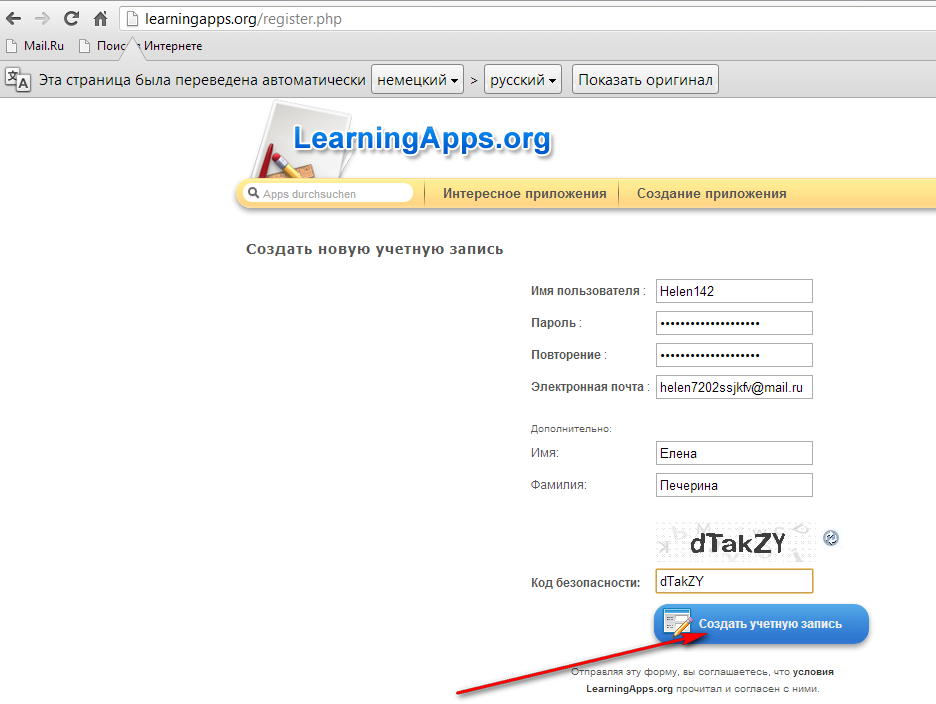 learningapps.org/register.php
Mail.Ru Поиск Интернете
Эта страница была переведена автоматически немецкий > русский Показать оригинал
LearningApps.org
Apps durchsuchen Интересное приложения Создание приложения
Создать новую учетную запись
Имя пользователя : Helen142
Пароль : ••••••••••••••••••••
Повторение : ••••••••••••••••••••
Электронная почта : helen7202ssjkfv@mail.ru
Дополнительно:
Имя: Елена
Фамилия: Печерина
dTakZY
Код безопасности: dTakZY
Создать учетную запись
Отправляя эту форму, вы соглашаетесь, что условия
LearningApps.org прочитал и согласен с ними.